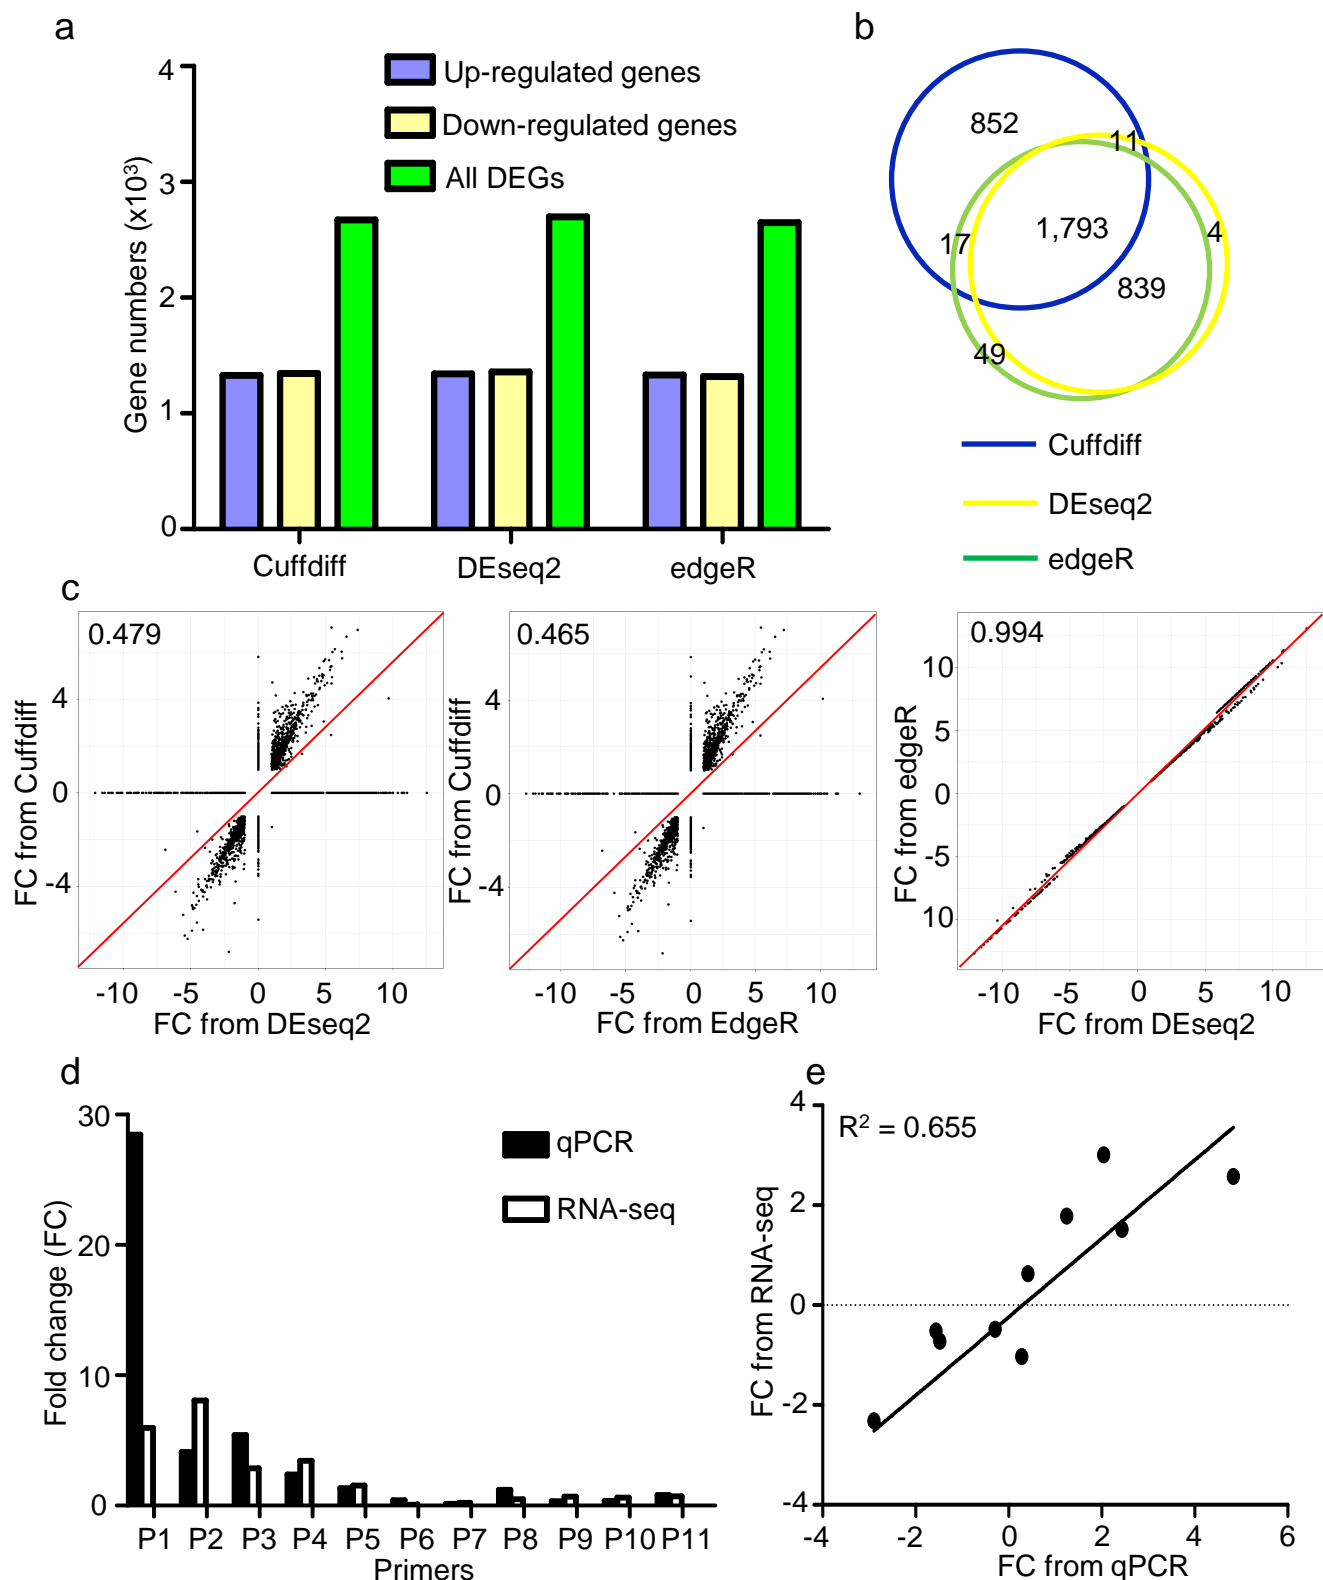 a
4
3
2
1
0
Gene numbers (x10³)
Up-regulated genes
Down-regulated genes
All DEGs
Cuffdiff
DEseq2
edgeR
b
852
11
17
1,793
4
839
49
Cuffdiff
DEseq2
edgeR
c
0.479
4
0
-4
FC from Cuffdiff
-10 -5 0 5 10
FC from DEseq2
0.465
4
0
-4
FC from Cuffdiff
-10 -5 0 5 10
FC from EdgeR
0.994
10
5
0
-5
10
FC from edgeR
-10 -5 0 5 10
FC from DEseq2
d
30
20
10
0
Fold change (FC)
qPCR
RNA-seq
P1 P2 P3 P4 P5 P6 P7 P8 P9 P10 P11
Primers
e
4
2
0
-2
-4
FC from RNA-seq
R² = 0.655
-4 -2 0 2 4 6
FC from qPCR